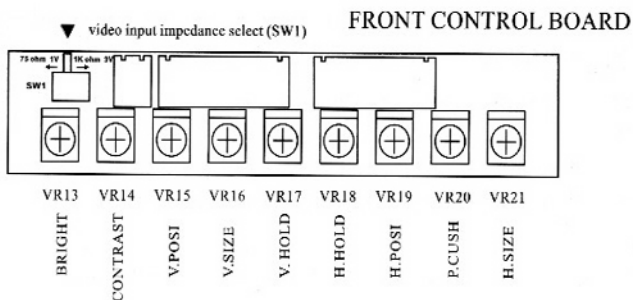 FRONT CONTROL BOARD
video input impedance select (SW1)
75 ohm 1V 1K ohm 3V
SW1
VR13 VR14 VR15 VR16 VR17 VR18 VR19 VR20 VR21
BRIGHT CONTRAST V.POSI V.SIZE V. HOLD H.HOLD H.POSI P.CUSH H.SIZE